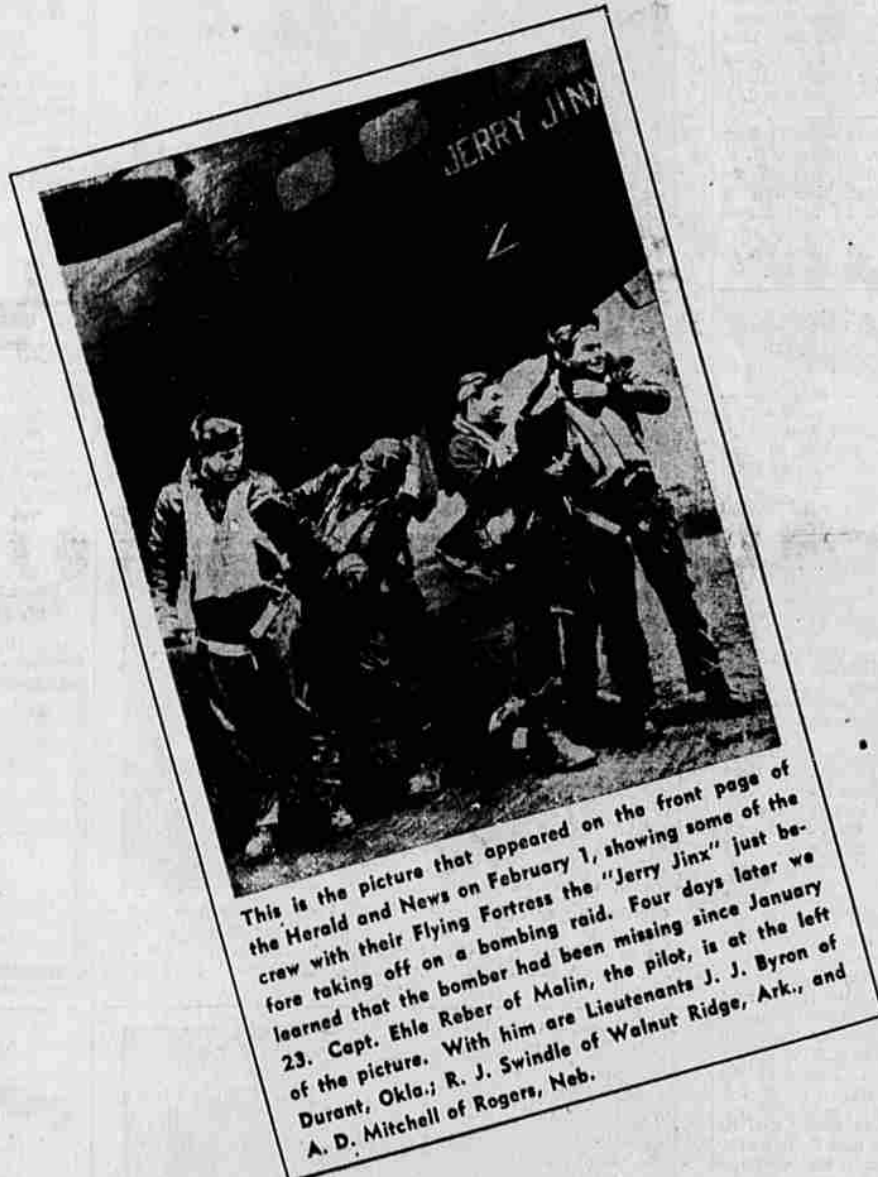 JERRY JINX
This is the picture that appeared on the front page of
the Herald and News on February 1, showing some of the
crew with their Flying Fortress the "Jerry Jinx" just be-
fore taking off on a bombing raid. Four days later we
learned that the bomber had been missing since January
23. Capt. Ehle Reber of Malin, the pilot, is at the left
of the picture. With him are Lieutenants J. J. Byron of
Durant, Okla.; R. J. Swindle of Walnut Ridge, Ark., and
A. D. Mitchell of Rogers, Neb.